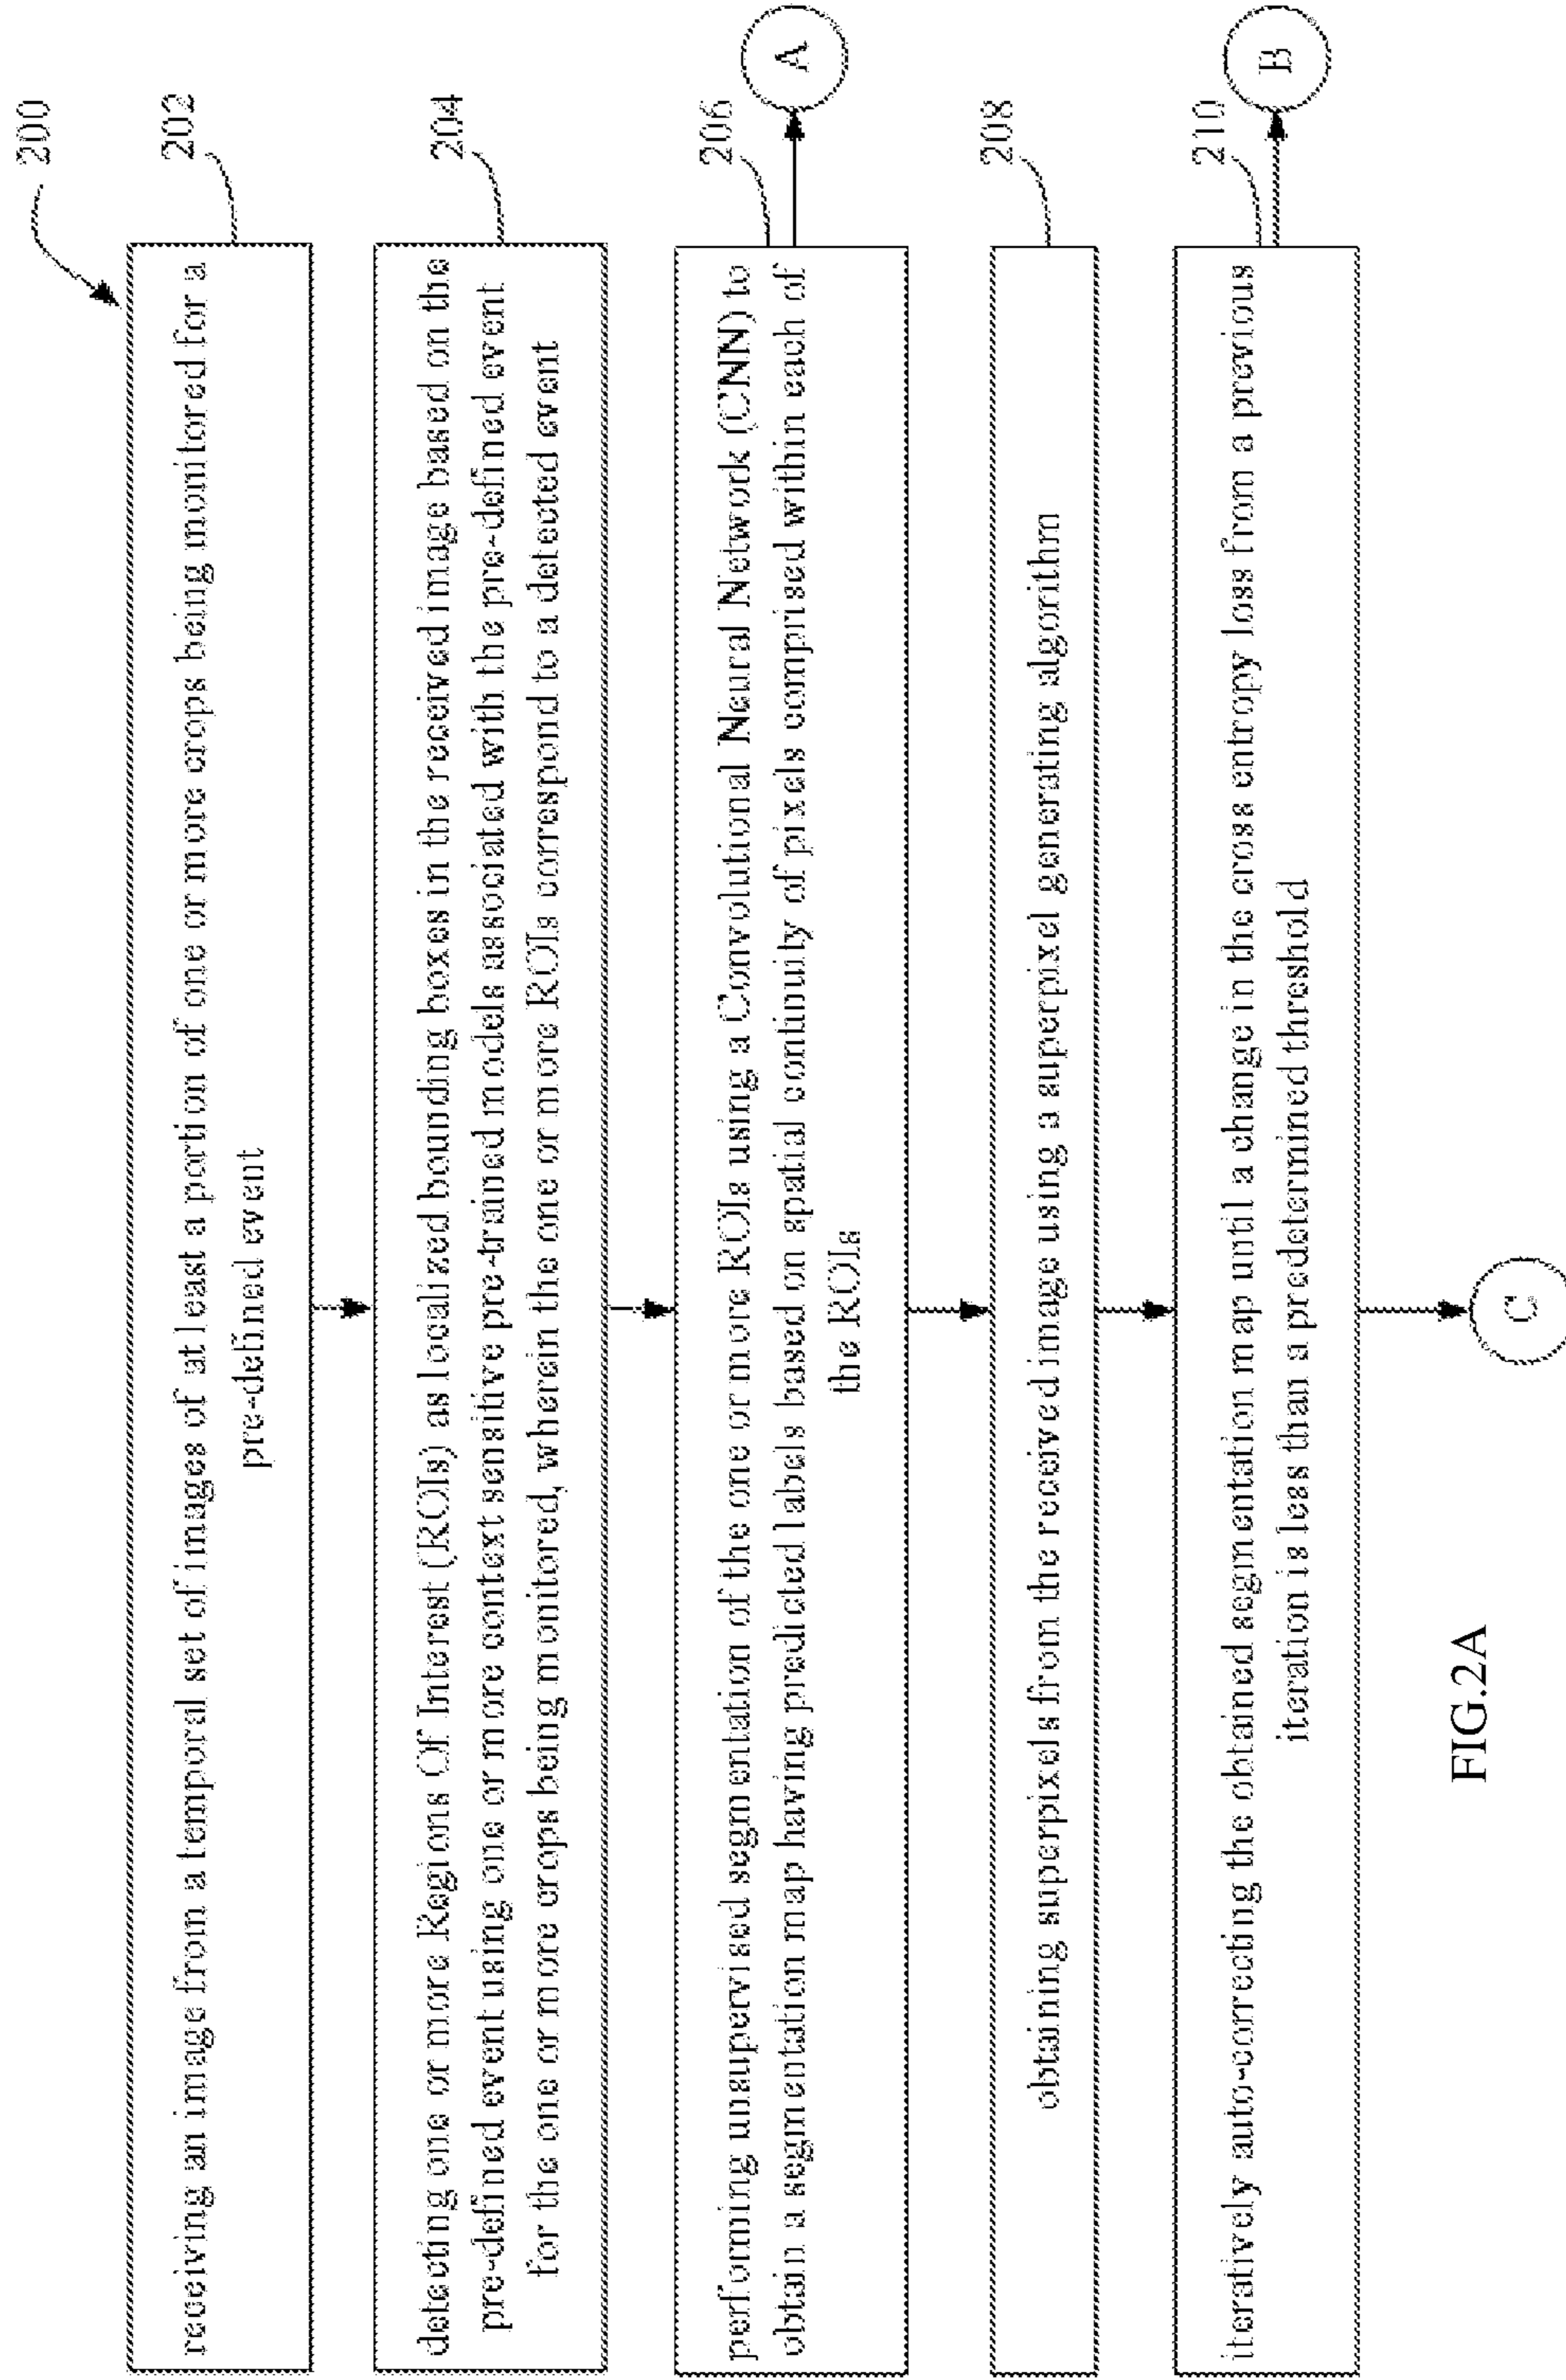 200
202
receiving an image from a temporal set of images of at least a portion of one or more crops being monitored for a
pre-defined event
204
detecting one or more Regions Of Interest (ROIs) as localized bounding boxes in the received image based on the
pre-defined event using one or more context sensitive pre-trained models associated with the pre-defined event
for the one or more crops being monitored, wherein the one or more ROIs correspond to a detected event
206
performing unsupervised segmentation of the one or more ROIs using a Convolutional Neural Network (CNN) to
obtain a segmentation map having predicted labels based on spatial continuity of pixels comprised within each of
the ROIs
A
208
obtaining superpixels from the received image using a superpixel generating algorithm
210
iteratively auto-correcting the obtained segmentation map until a change in the cross entropy loss from a previous
iteration is less than a predetermined threshold
B
C
FIG.2A